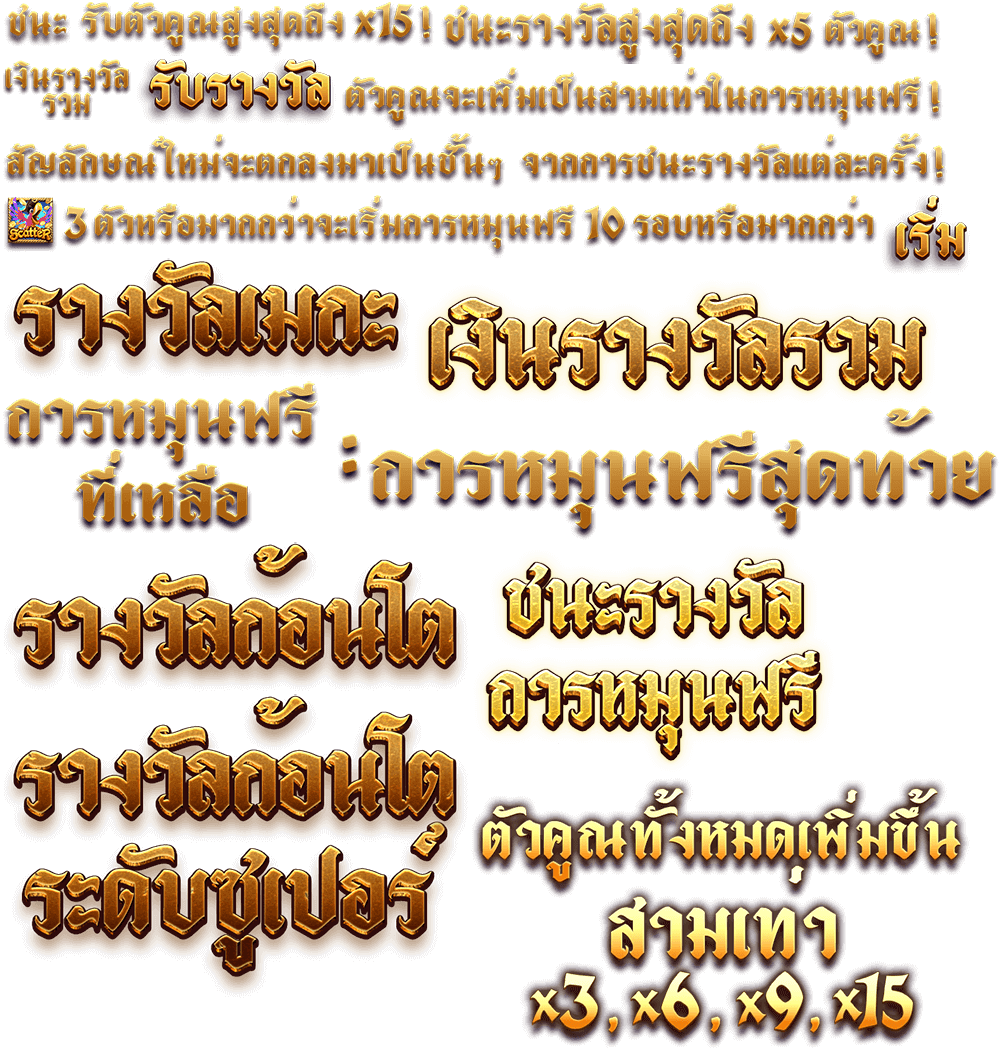 ชนะ รับตัวคูณสูงสุดถึง x15!
ชนะรางวัลสูงสุดถึง x5 ตัวคูณ!
เงินรางวัล
รวม
รับรางวัล
ตัวคูณจะเพิ่มเป็นสามเท่าในการหมุนฟรี!
สัญลักษณ์ใหม่จะตกลงมาเป็นชั้นๆ จากการชนะรางวัลแต่ละครั้ง!
SCATTER
3 ตัวหรือมากกว่าจะเริ่มการหมุนฟรี 10 รอบหรือมากกว่า
เริ่ม
รางวัลเมกะ
เงินรางวัลรวม
การหมุนฟรี
ที่เหลือ
: การหมุนฟรีสุดท้าย
รางวัลก้อนโต
ชนะรางวัล
การหมุนฟรี
รางวัลก้อนโต
ระดับซูเปอร์
ตัวคูณทั้งหมดเพิ่มขึ้น
สามเท่า
x3, x6, x9, x15